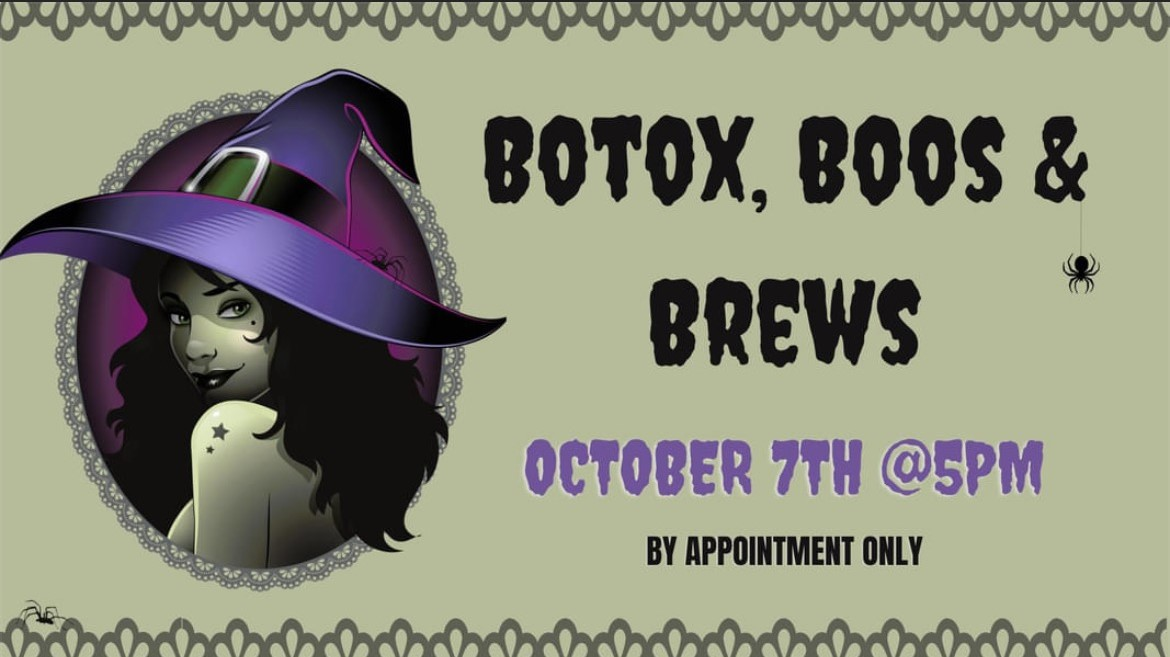 BOTOX, BOOS &
BREWS
OCTOBER 7TH @5PM
BY APPOINTMENT ONLY